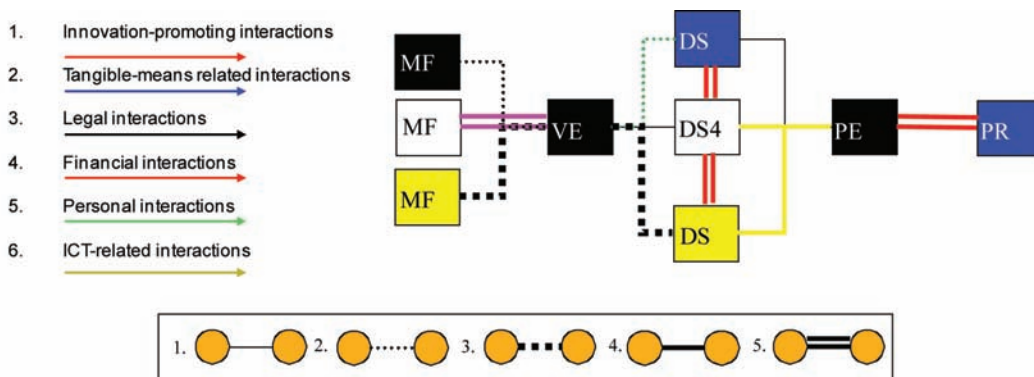 1. Innovation-promoting interactions
2. Tangible-means related interactions
3. Legal interactions
4. Financial interactions
5. Personal interactions
6. ICT-related interactions
MF
DS
MF
VE
DS4
PE
PR
MF
DS
1. 2. 3. 4. 5.